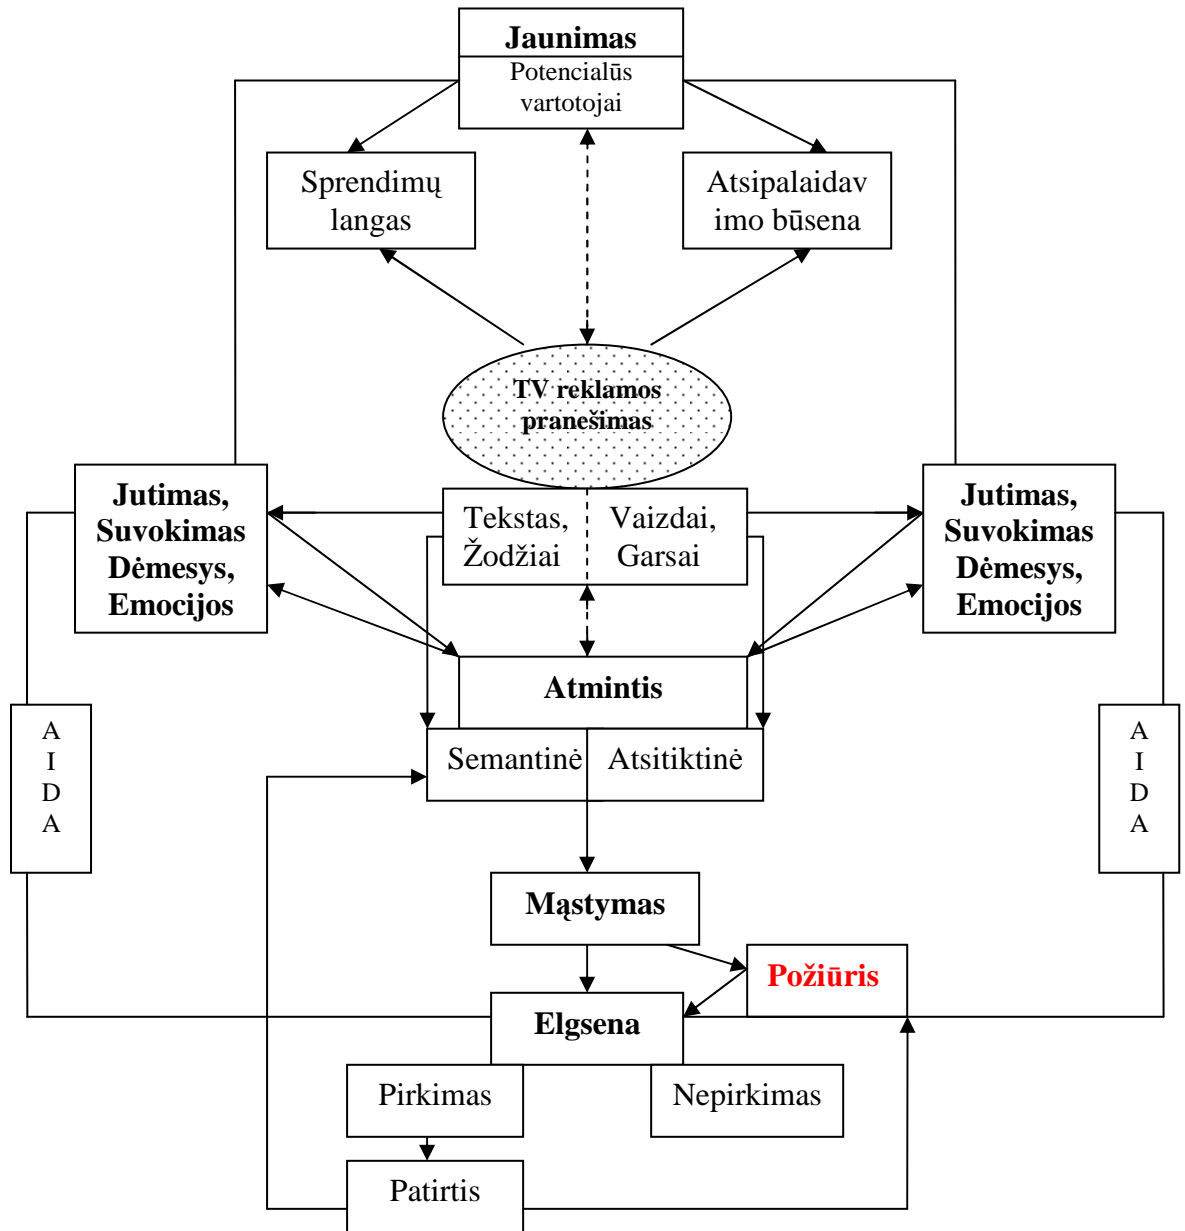 Jaunimas
Potencialūs
vartotojai
Sprendimų
langas
Atsipalaidav
imo būsena
TV reklamos
pranešimas
Jutimas,
Suvokimas
Dėmesys,
Emocijos
Tekstas,
Žodžiai
Vaizdai,
Garsai
Jutimas,
Suvokimas
Dėmesys,
Emocijos
Atmintis
Semantinė
Atsitiktinė
A
I
D
A
A
I
D
A
Mąstymas
Požiūris
Elgsena
Pirkimas
Nepirkimas
Patirtis